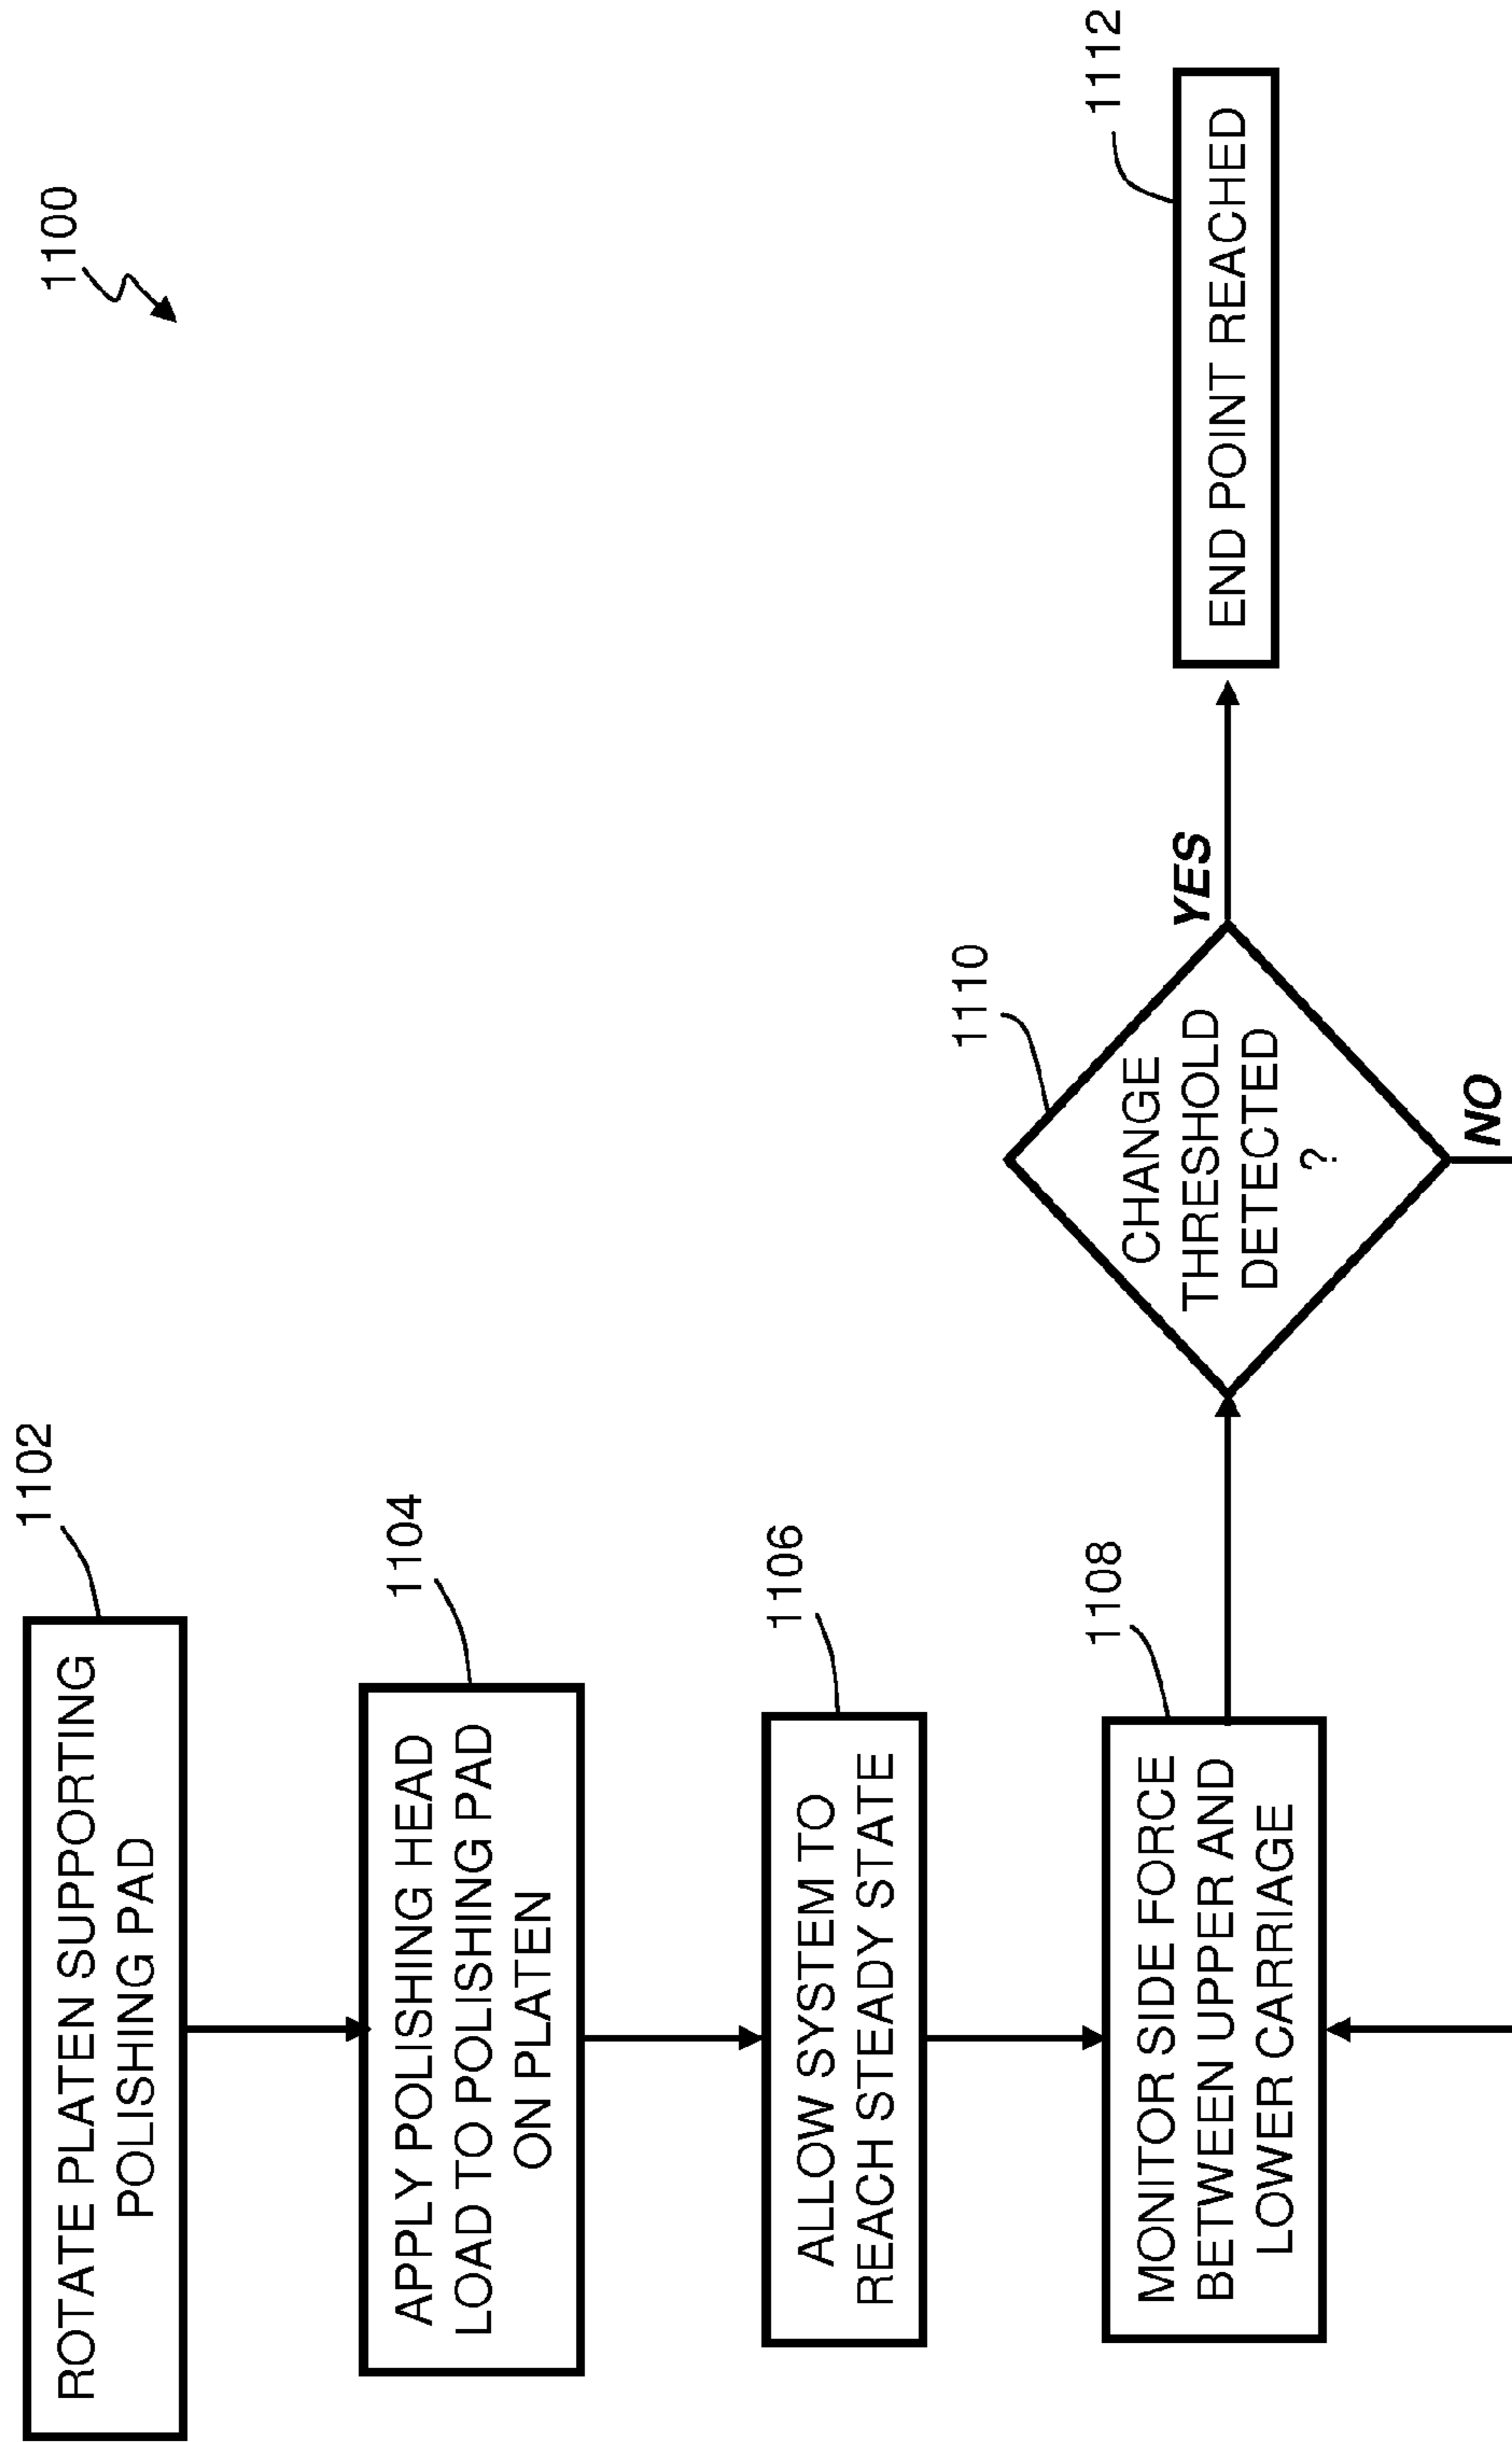 1100
1102
ROTATE PLATEN SUPPORTING
POLISHING PAD
1104
APPLY POLISHING HEAD
LOAD TO POLISHING PAD
ON PLATEN
1106
ALLOW SYSTEM TO
REACH STEADY STATE
1108
MONITOR SIDE FORCE
BETWEEN UPPER AND
LOWER CARRIAGE
1110
CHANGE
THRESHOLD
DETECTED
?
YES
NO
1112
END POINT REACHED